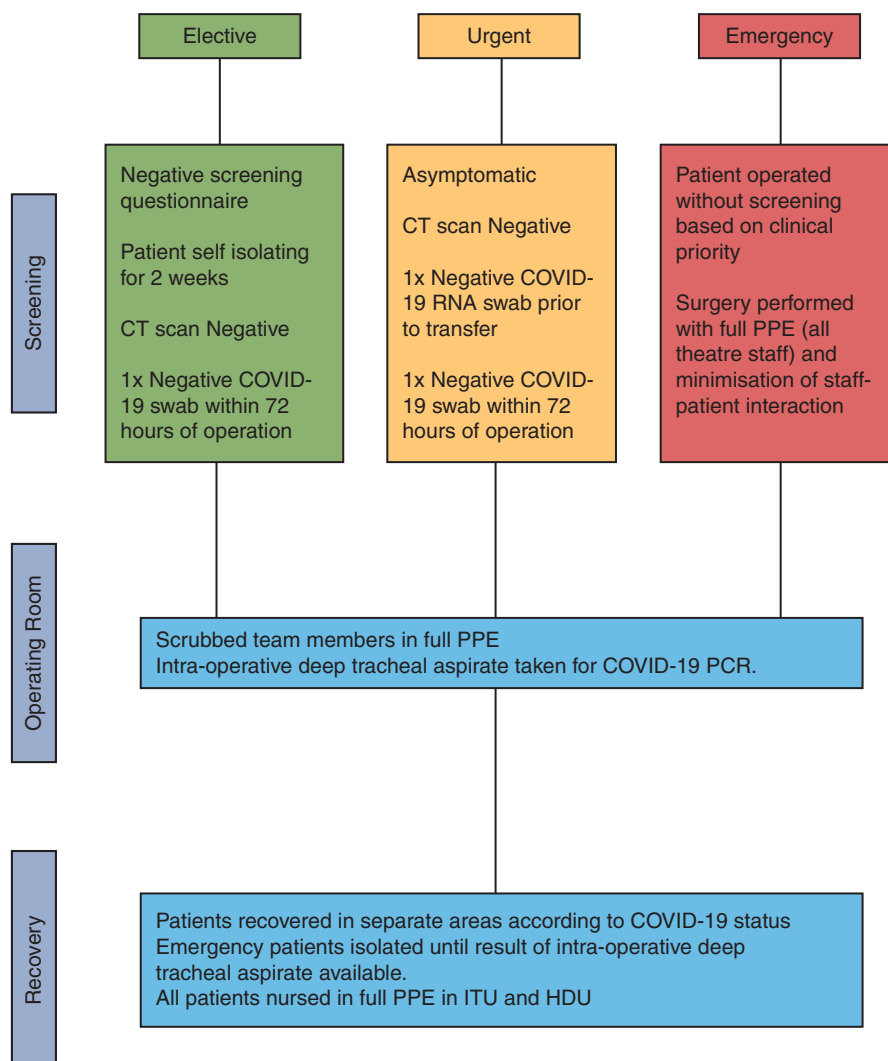 Elective
Urgent
Emergency
Screening
Negative screening
questionnaire
Patient self isolating
for 2 weeks
CT scan Negative
1x Negative COVID-
19 swab within 72
hours of operation
Asymptomatic
CT scan Negative
1x Negative COVID-
19 RNA swab prior
to transfer
1x Negative COVID-
19 swab within 72
hours of operation
Patient operated
without screening
based on clinical
priority
Surgery performed
with full PPE (all
theatre staff) and
minimisation of staff-
patient interaction
Operating Room
Scrubbed team members in full PPE
Intra-operative deep tracheal aspirate taken for COVID-19 PCR.
Recovery
Patients recovered in separate areas according to COVID-19 status
Emergency patients isolated until result of intra-operative deep
tracheal aspirate available.
All patients nursed in full PPE in ITU and HDU